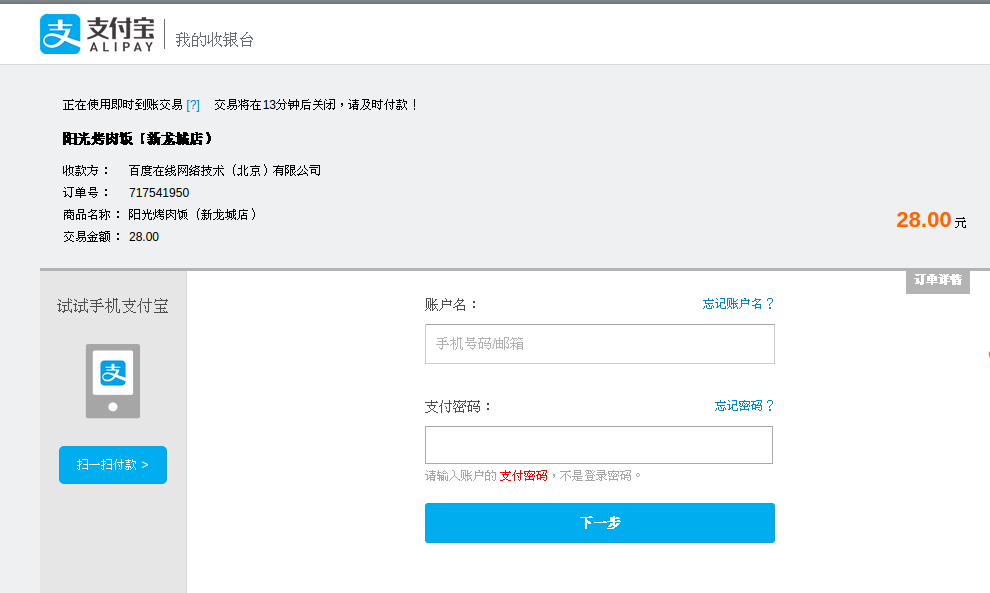 支付宝
ALIPAY
我的收银台
正在使用即时到账交易 [?] 交易将在13分钟后关闭，请及时付款！
阳光烤肉饭（新龙城店）
收款方： 百度在线网络技术（北京）有限公司
订单号： 717541950
商品名称： 阳光烤肉饭（新龙城店）
交易金额： 28.00
28.00 元
订单详情
试试手机支付宝
支
扫一扫付款 >
账户名： 忘记账户名？
手机号码/邮箱
支付密码： 忘记密码？
请输入账户的 支付密码，不是登录密码。
下一步